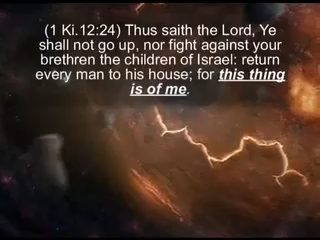 (1 Ki.12:24) Thus saith the Lord, Ye
shall not go up, nor fight against your
brethren the children of Israel: return
every man to his house; for this thing
is of me.